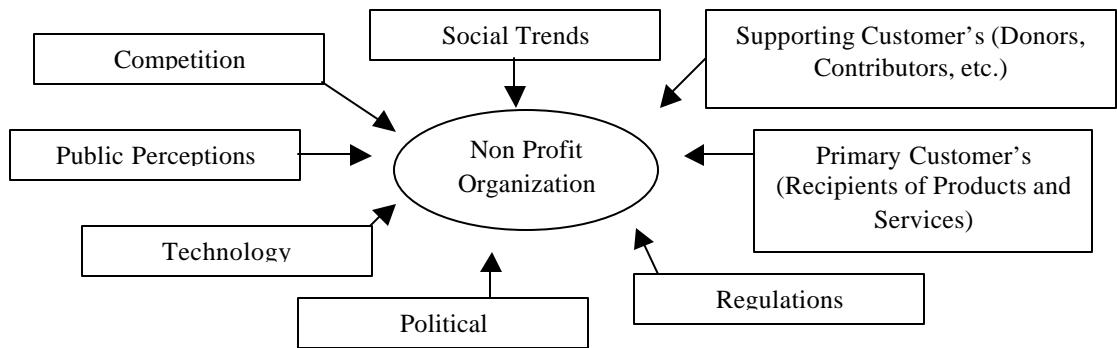 Social Trends
Supporting Customer's (Donors,
Contributors, etc.)
Competition
Public Perceptions
Non Profit
Organization
Primary Customer's
(Recipients of Products and
Services)
Technology
Regulations
Political